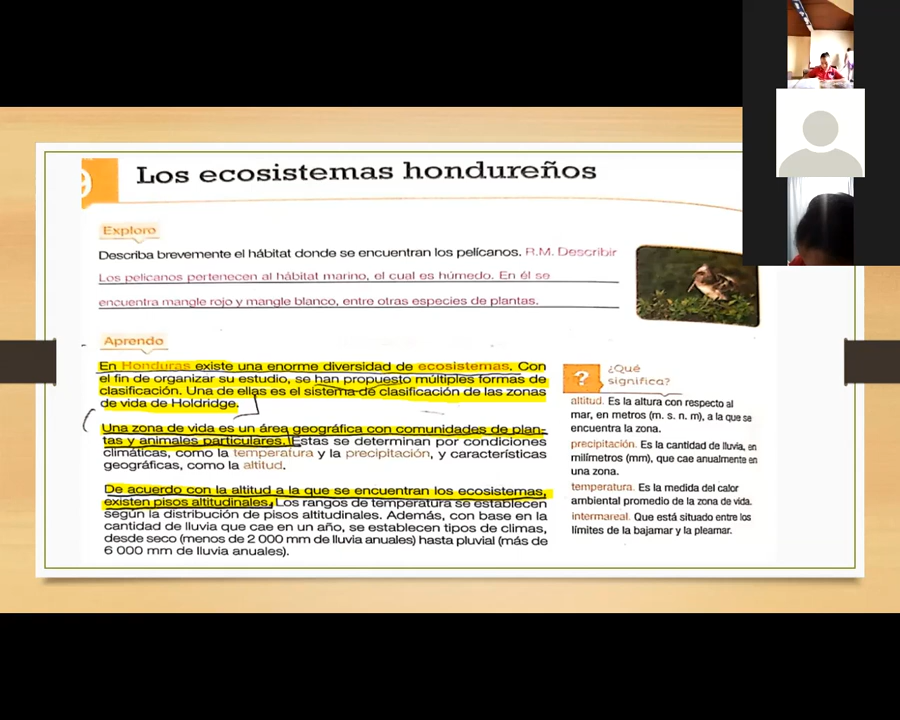 9
Los ecosistemas hondureños
Exploro
Describa brevemente el hábitat donde se encuentran los pelícanos. R.M. Describir
Los pelícanos pertenecen al hábitat marino, el cual es húmedo. En él se
encuentra mangle rojo y mangle blanco, entre otras especies de plantas.
Aprendo
En Honduras existe una enorme diversidad de ecosistemas. Con
el fin de organizar su estudio, se han propuesto múltiples formas de
clasificación. Una de ellas es el sistema de clasificación de las zonas
de vida de Holdridge.
Una zona de vida es un área geográfica con comunidades de plan-
tas y animales particulares. Estas se determinan por condiciones
climáticas, como la temperatura y la precipitación, y características
geográficas, como la altitud.
De acuerdo con la altitud a la que se encuentran los ecosistemas,
existen pisos altitudinales. Los rangos de temperatura se establecen
según la distribución de pisos altitudinales. Además, con base en la
cantidad de lluvia que cae en un año, se establecen tipos de climas,
desde seco (menos de 2 000 mm de lluvia anuales) hasta pluvial (más de
6 000 mm de lluvia anuales).
?
¿Qué
significa?
altitud. Es la altura con respecto al
mar, en metros (m. s. n. m), a la que se
encuentra la zona.
precipitación. Es la cantidad de lluvia, en
milímetros (mm), que cae anualmente en
una zona.
temperatura. Es la medida del calor
ambiental promedio de la zona de vida.
intermareal. Que está situado entre los
límites de la bajamar y la pleamar.